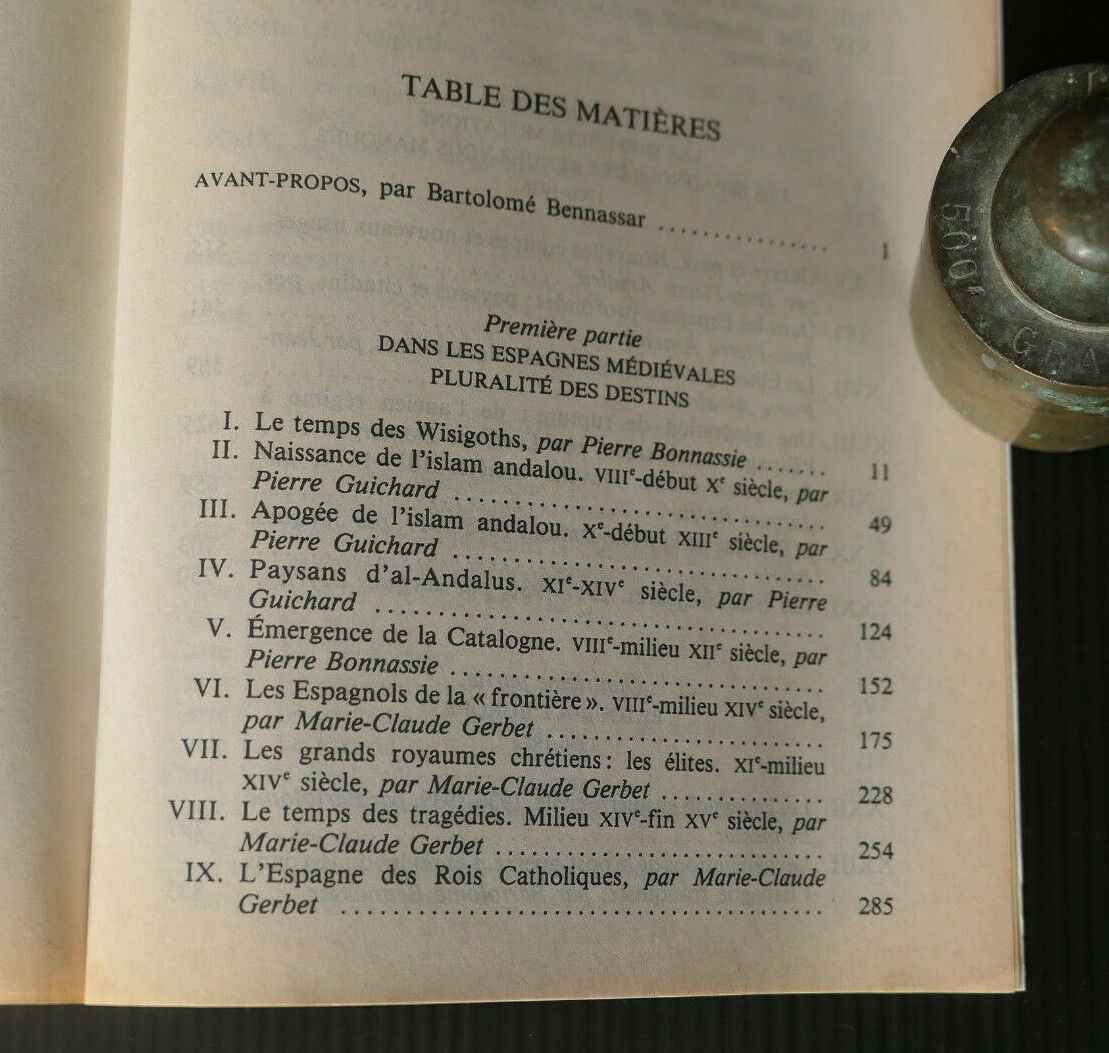 TABLE DES MATIÈRES
AVANT-PROPOS, par Bartolomé Bennassar ................ 1
Première partie
DANS LES ESPAGNES MÉDIÉVALES
PLURALITÉ DES DESTINS
I. Le temps des Wisigoths, par Pierre Bonnassie ....... 11
II. Naissance de l'islam andalou. VIIIe-début Xe siècle, par
Pierre Guichard .................................. 49
III. Apogée de l'islam andalou. Xe-début XIIIe siècle, par
Pierre Guichard .................................. 84
IV. Paysans d'al-Andalus. XIe-XIVe siècle, par Pierre
Guichard ......................................... 124
V. Émergence de la Catalogne. VIIIe-milieu XIIe siècle, par
Pierre Bonnassie .................................. 152
VI. Les Espagnols de la « frontière ». VIIIe-milieu XIVe siècle,
par Marie-Claude Gerbet ......................... 175
VII. Les grands royaumes chrétiens : les élites. XIe-milieu
XIVe siècle, par Marie-Claude Gerbet ............... 228
VIII. Le temps des tragédies. Milieu XIVe-fin XVe siècle, par
Marie-Claude Gerbet .............................. 254
IX. L'Espagne des Rois Catholiques, par Marie-Claude
Gerbet .......................................... 285
500